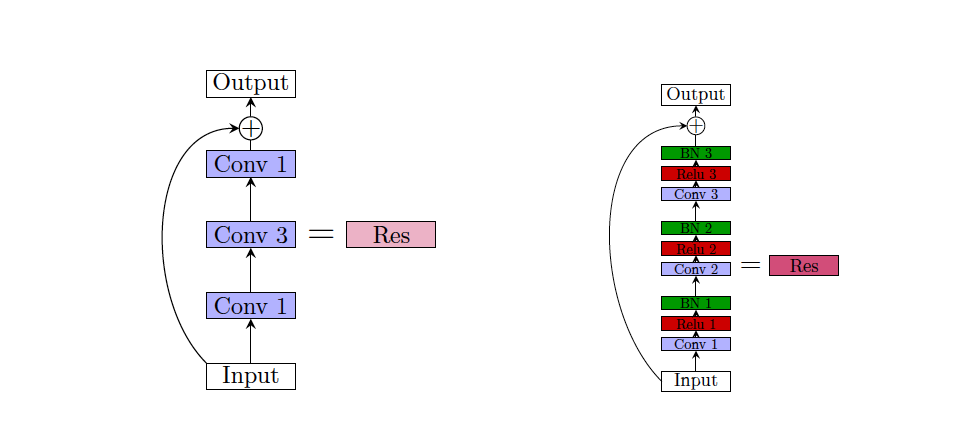 Output
+
Conv 1
Conv 3 = Res
Conv 1
Input
Output
+
BN 3
Relu 3
Conv 3
BN 2
Relu 2
Conv 2 = Res
BN 1
Relu 1
Conv 1
Input